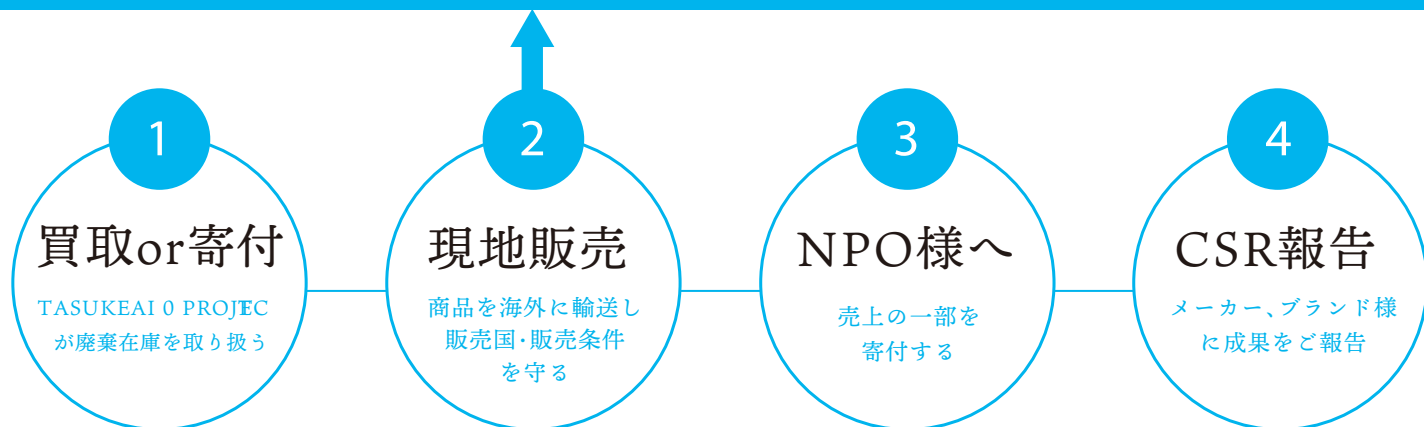 1
買取or寄付
TASUKEAI 0 PROJECT
が廃棄在庫を取り扱う
2
現地販売
商品を海外に輸送し
販売国・販売条件
を守る
3
NPO様へ
売上の一部を
寄付する
4
CSR報告
メーカー、ブランド様
に成果をご報告